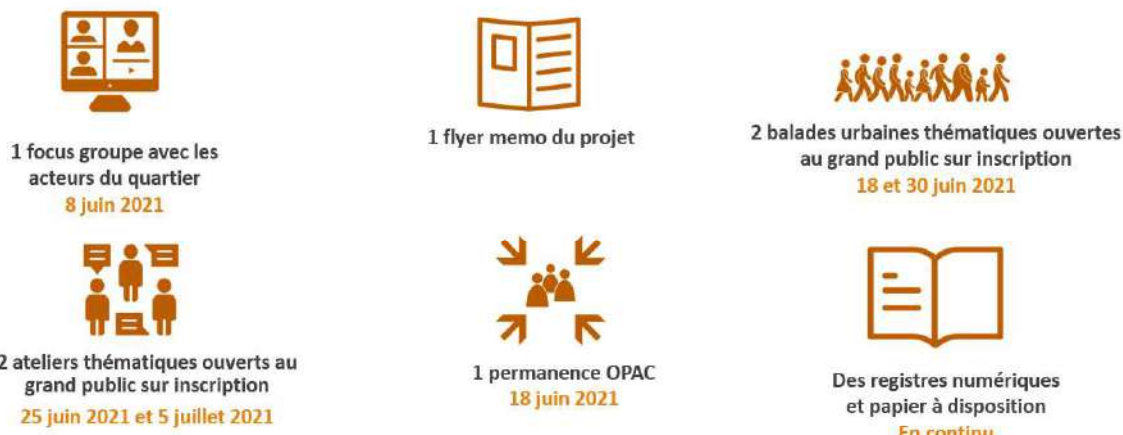 1 focus groupe avec les
acteurs du quartier
8 juin 2021
1 flyer memo du projet
2 balades urbaines thématiques ouvertes
au grand public sur inscription
18 et 30 juin 2021
2 ateliers thématiques ouverts au
grand public sur inscription
25 juin 2021 et 5 juillet 2021
1 permanence OPAC
18 juin 2021
Des registres numériques
et papier à disposition
En continu